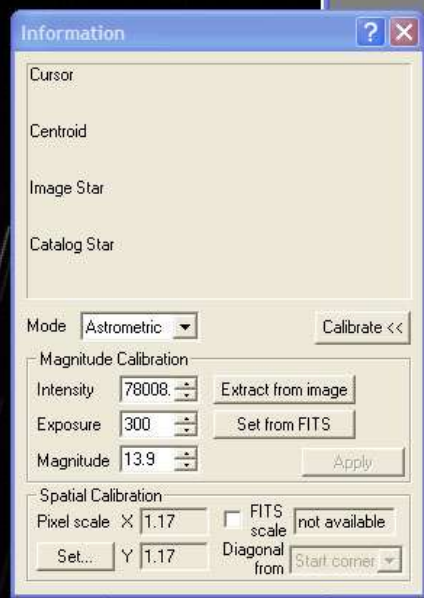 Information
Cursor
Centroid
Image Star
Catalog Star
Mode Astrometric Calibrate <<
Magnitude Calibration
Intensity 78008. Extract from image
Exposure 300 Set from FITS
Magnitude 13.9 Apply
Spatial Calibration
Pixel scale X 1.17 FITS scale not available
Set... Y 1.17 Diagonal from Start corner